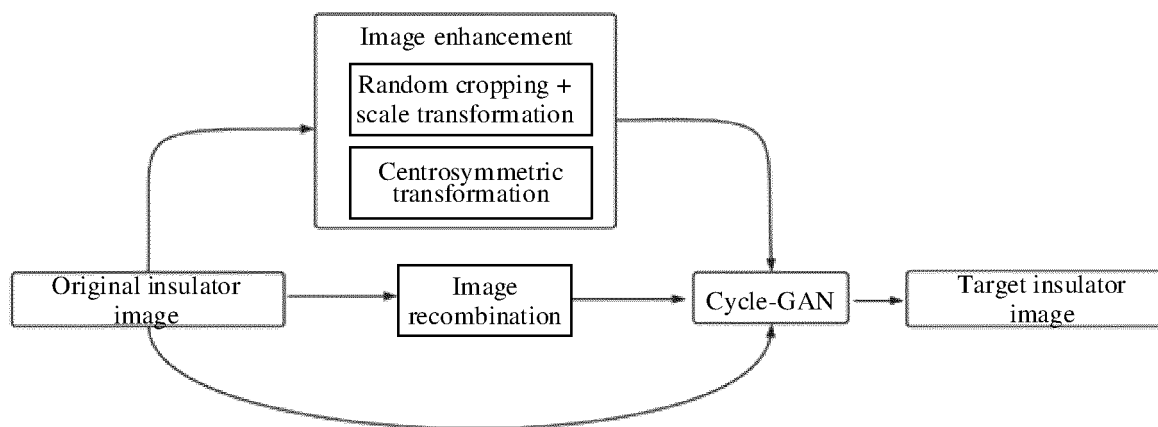 Image enhancement
Random cropping +
scale transformation
Centrosymmetric
transformation
Original insulator
image
Image
recombination
Cycle-GAN
Target insulator
image